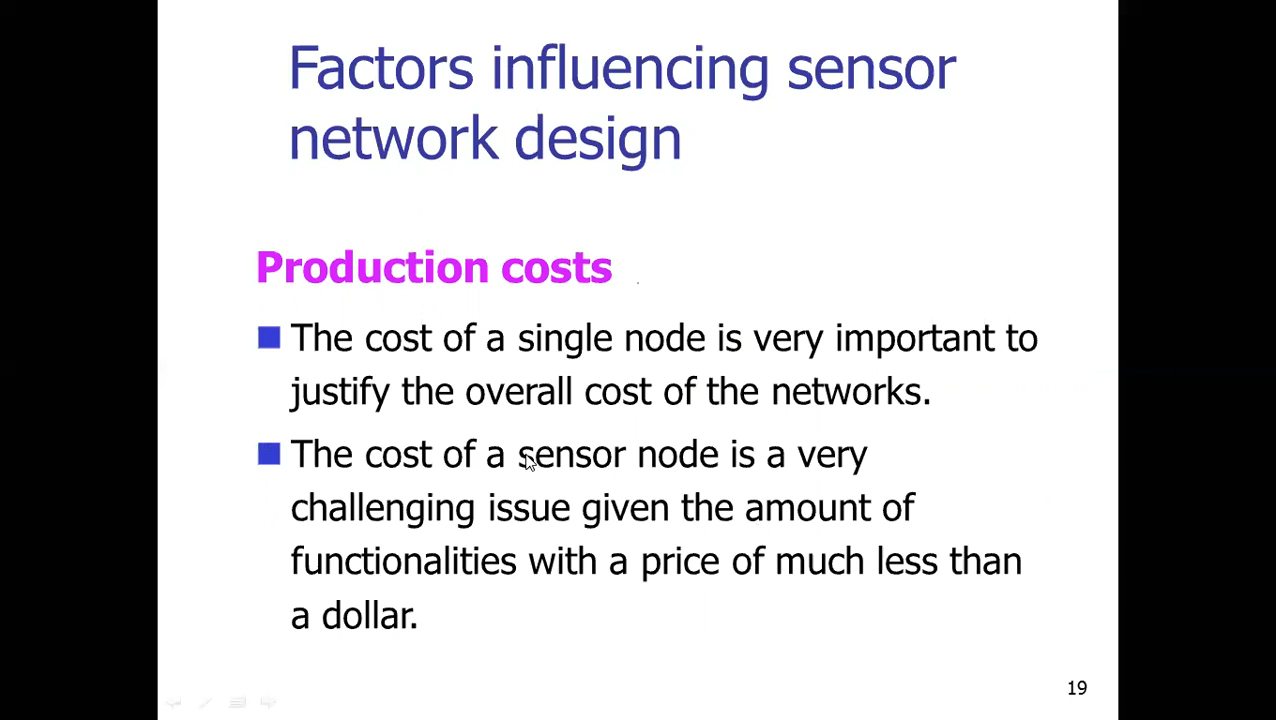 Factors influencing sensor
network design
Production costs
The cost of a single node is very important to
justify the overall cost of the networks.
The cost of a sensor node is a very
challenging issue given the amount of
functionalities with a price of much less than
a dollar.
19